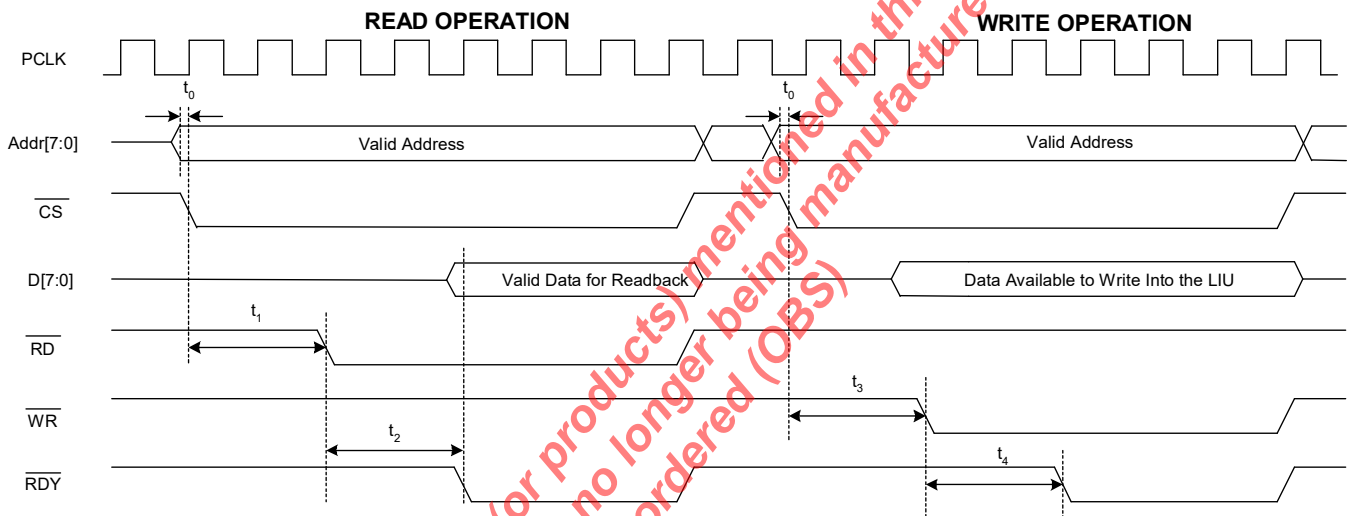 READ OPERATION
WRITE OPERATION
PCLK
t0
t0
Addr[7:0]
Valid Address
Valid Address
CS
D[7:0]
Valid Data for Readback
Data Available to Write Into the LIU
t1
RD
t3
WR
t2
t4
RDY
(or products) mentioned in this
no longer being manufacture
ordered (OBS)